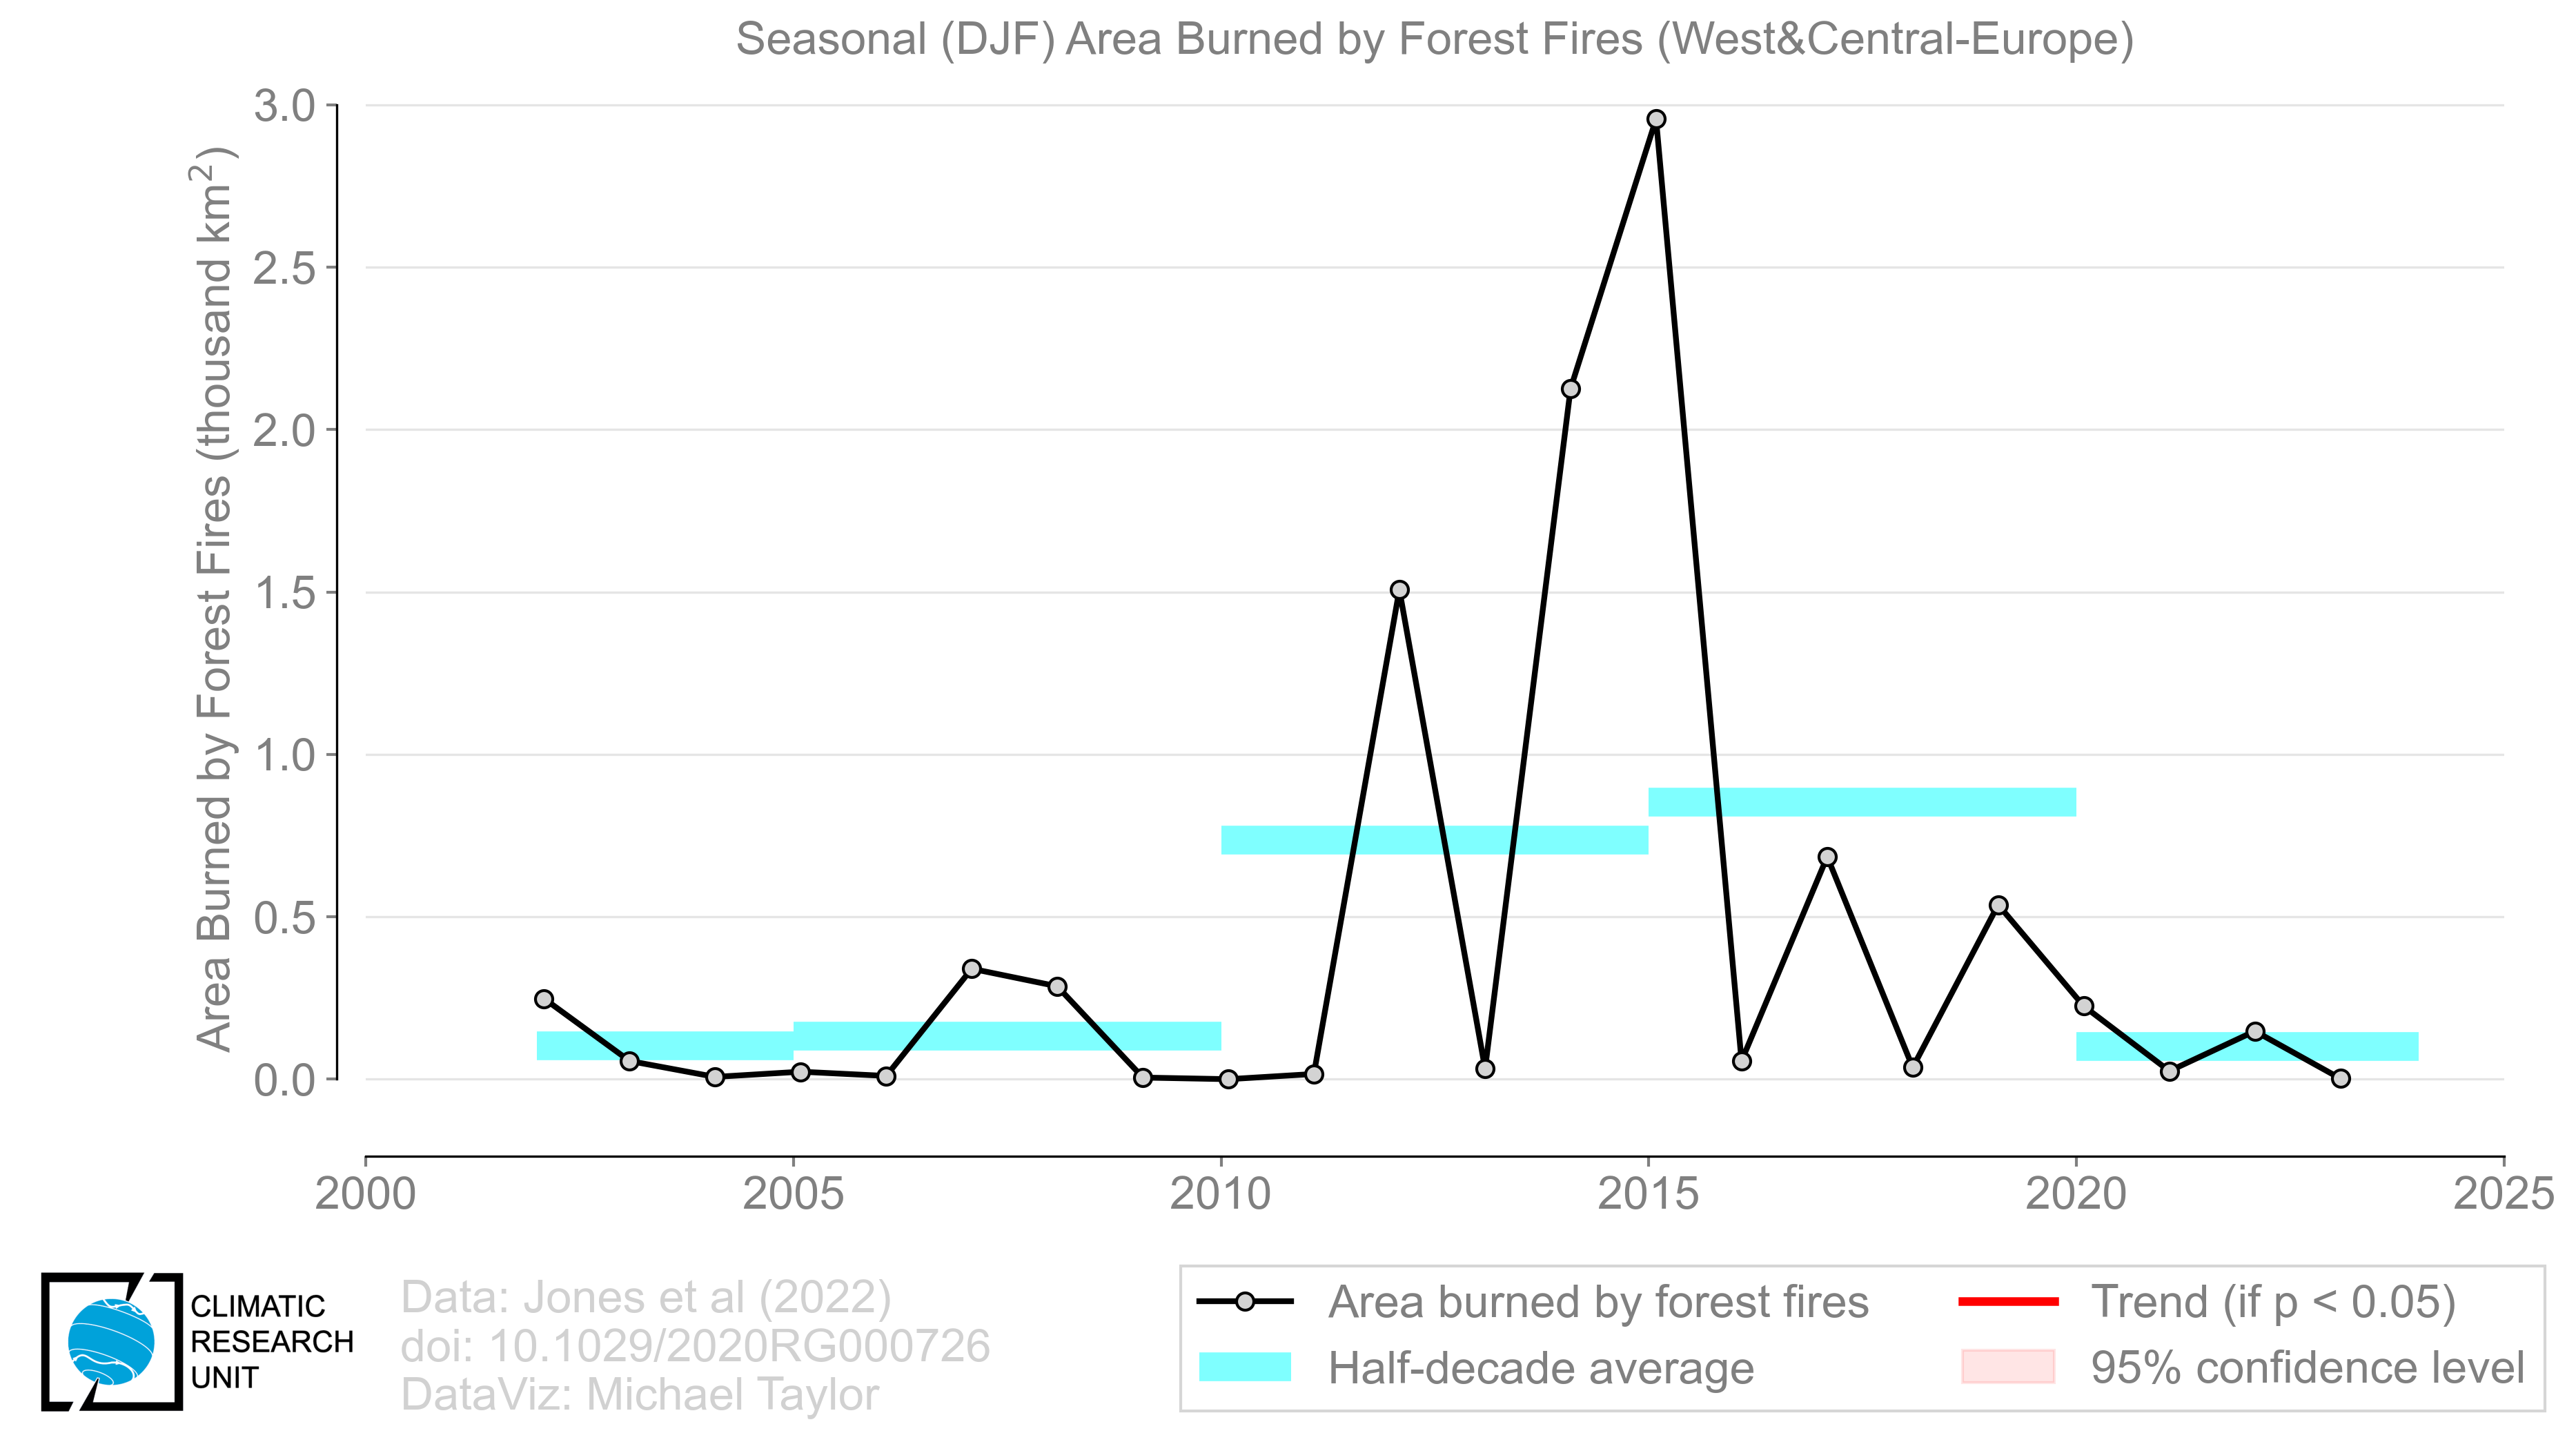 Seasonal (DJF) Area Burned by Forest Fires (West&Central-Europe)
Area Burned by Forest Fires (thousand km²)
3.0
2.5
2.0
1.5
1.0
0.5
0.0
2000 2005 2010 2015 2020 2025
CLIMATIC
RESEARCH
UNIT
Data: Jones et al (2022)
doi: 10.1029/2020RG000726
DataViz: Michael Taylor
Area burned by forest fires
Half-decade average
Trend (if p < 0.05)
95% confidence level